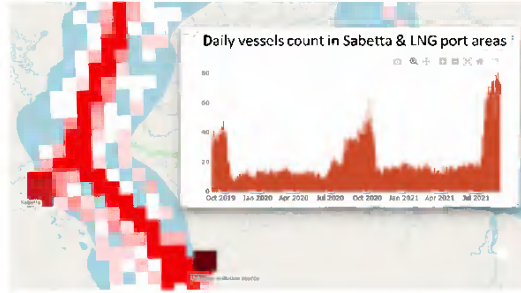 Daily vessels count in Sabetta & LNG port areas
80
60
40
20
0
Oct 2019 Jan 2020 Apr 2020 Jul 2020 Oct 2020 Jan 2021 Apr 2021 Jul 2021
Sabetta